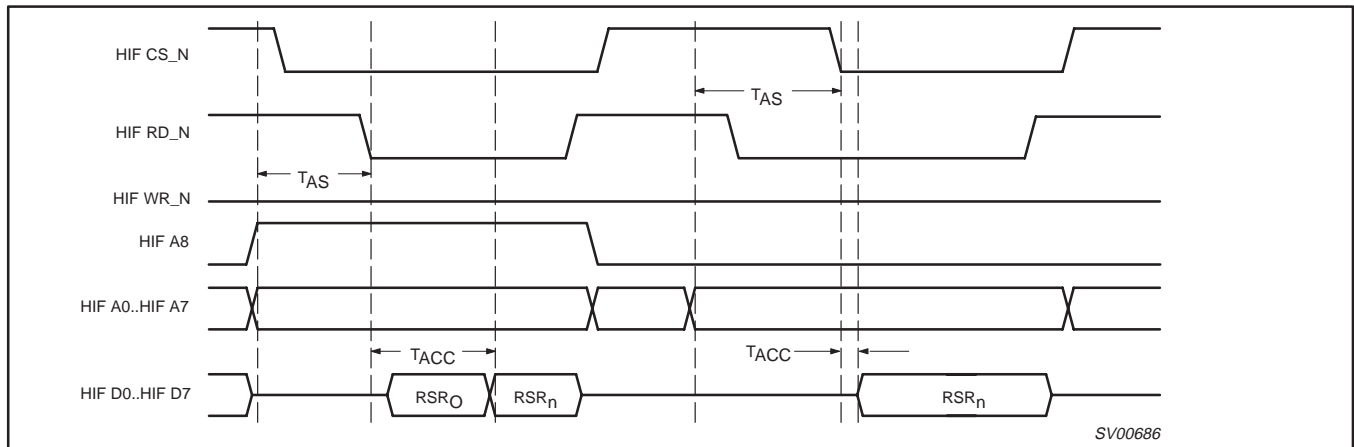 HIF CS_N
TAS
HIF RD_N
TAS
HIF WR_N
HIF A8
HIF A0..HIF A7
TACC
TACC
HIF D0..HIF D7
RSRO
RSRn
RSRn
SV00686